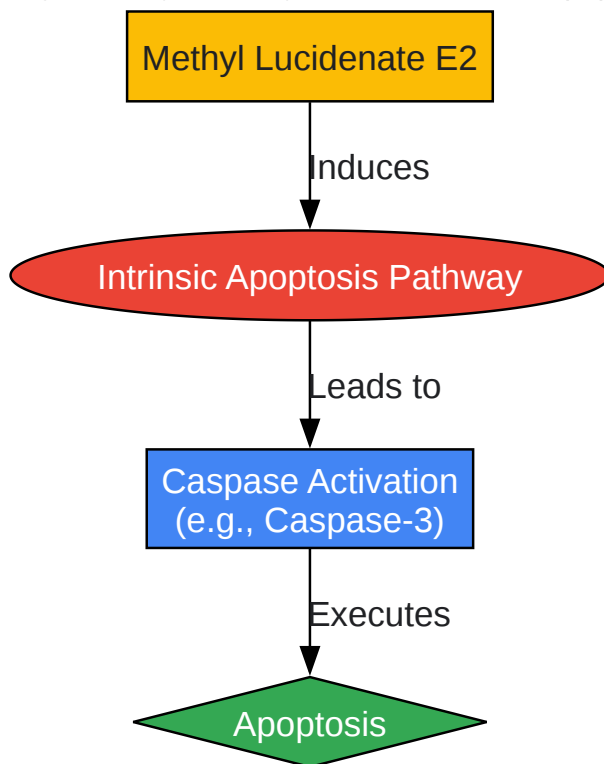 Methyl Lucidenate E2
Induces
Intrinsic Apoptosis Pathway
Leads to
Caspase Activation
(e.g., Caspase-3)
Executes
Apoptosis